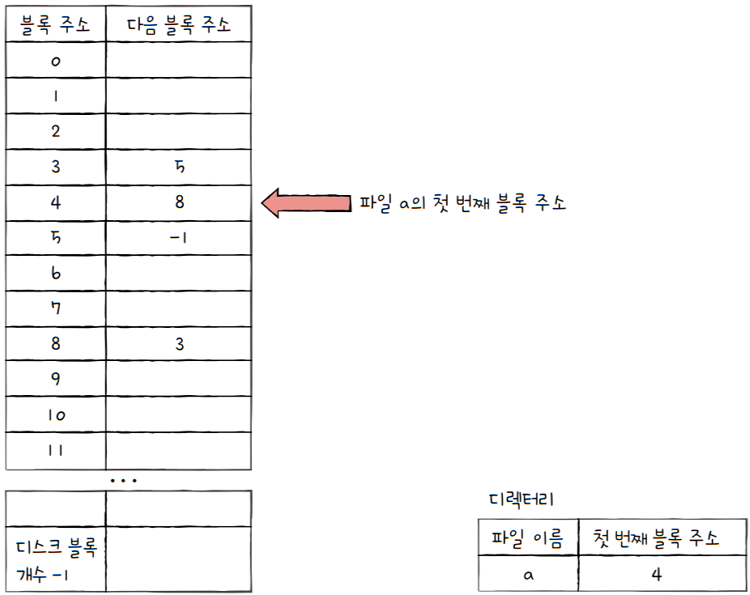 블록 주소 다음 블록 주소
0
1
2
3 5
4 8
파일 a의 첫 번째 블록 주소
5 -1
6
7
8 3
9
10
11
...
디스크 블록
개수 -1
디렉터리
파일 이름 첫 번째 블록 주소
a 4